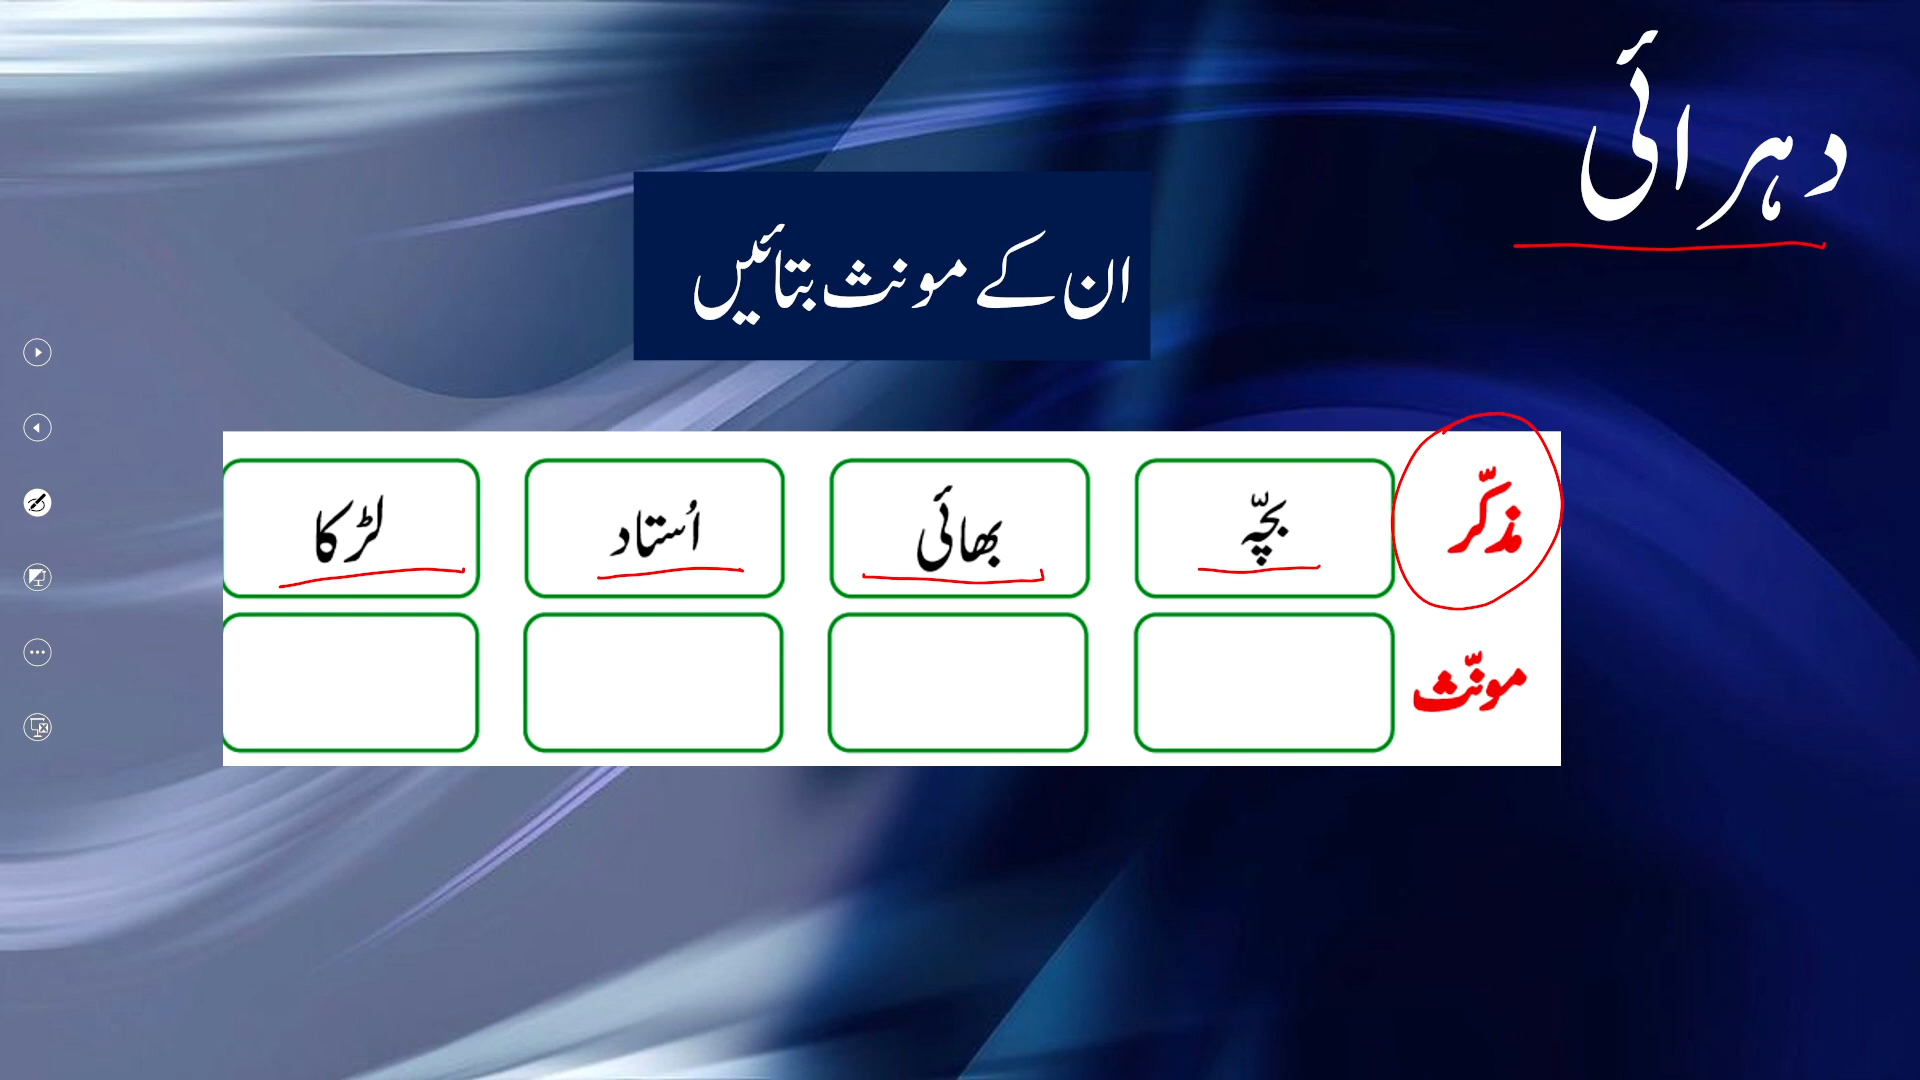 دہرائی
ان کے مونث بتائیں
مذکّر بچّہ بھائی اُستاد لڑکا
مونّث